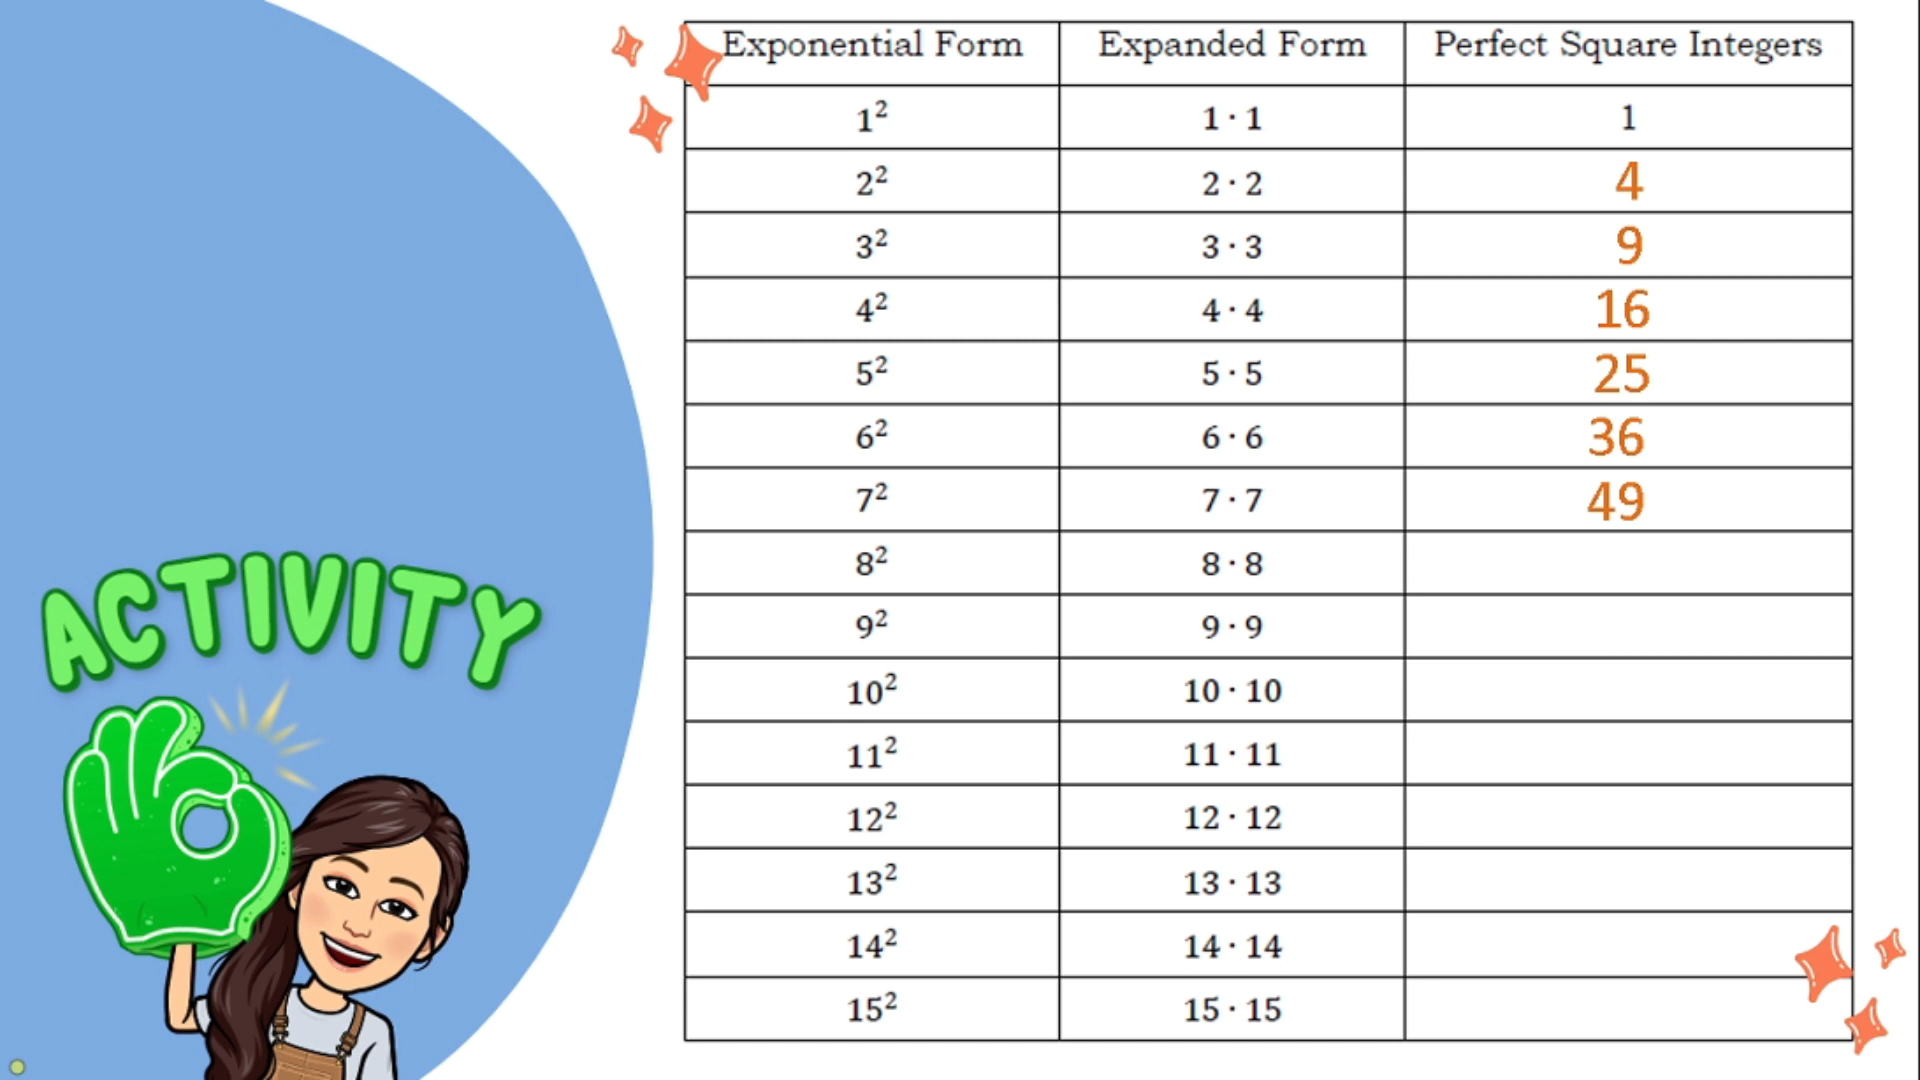 ACTIVITY
Exponential Form Expanded Form Perfect Square Integers
1² 1 · 1 1
2² 2 · 2 4
3² 3 · 3 9
4² 4 · 4 16
5² 5 · 5 25
6² 6 · 6 36
7² 7 · 7 49
8² 8 · 8
9² 9 · 9
10² 10 · 10
11² 11 · 11
12² 12 · 12
13² 13 · 13
14² 14 · 14
15² 15 · 15